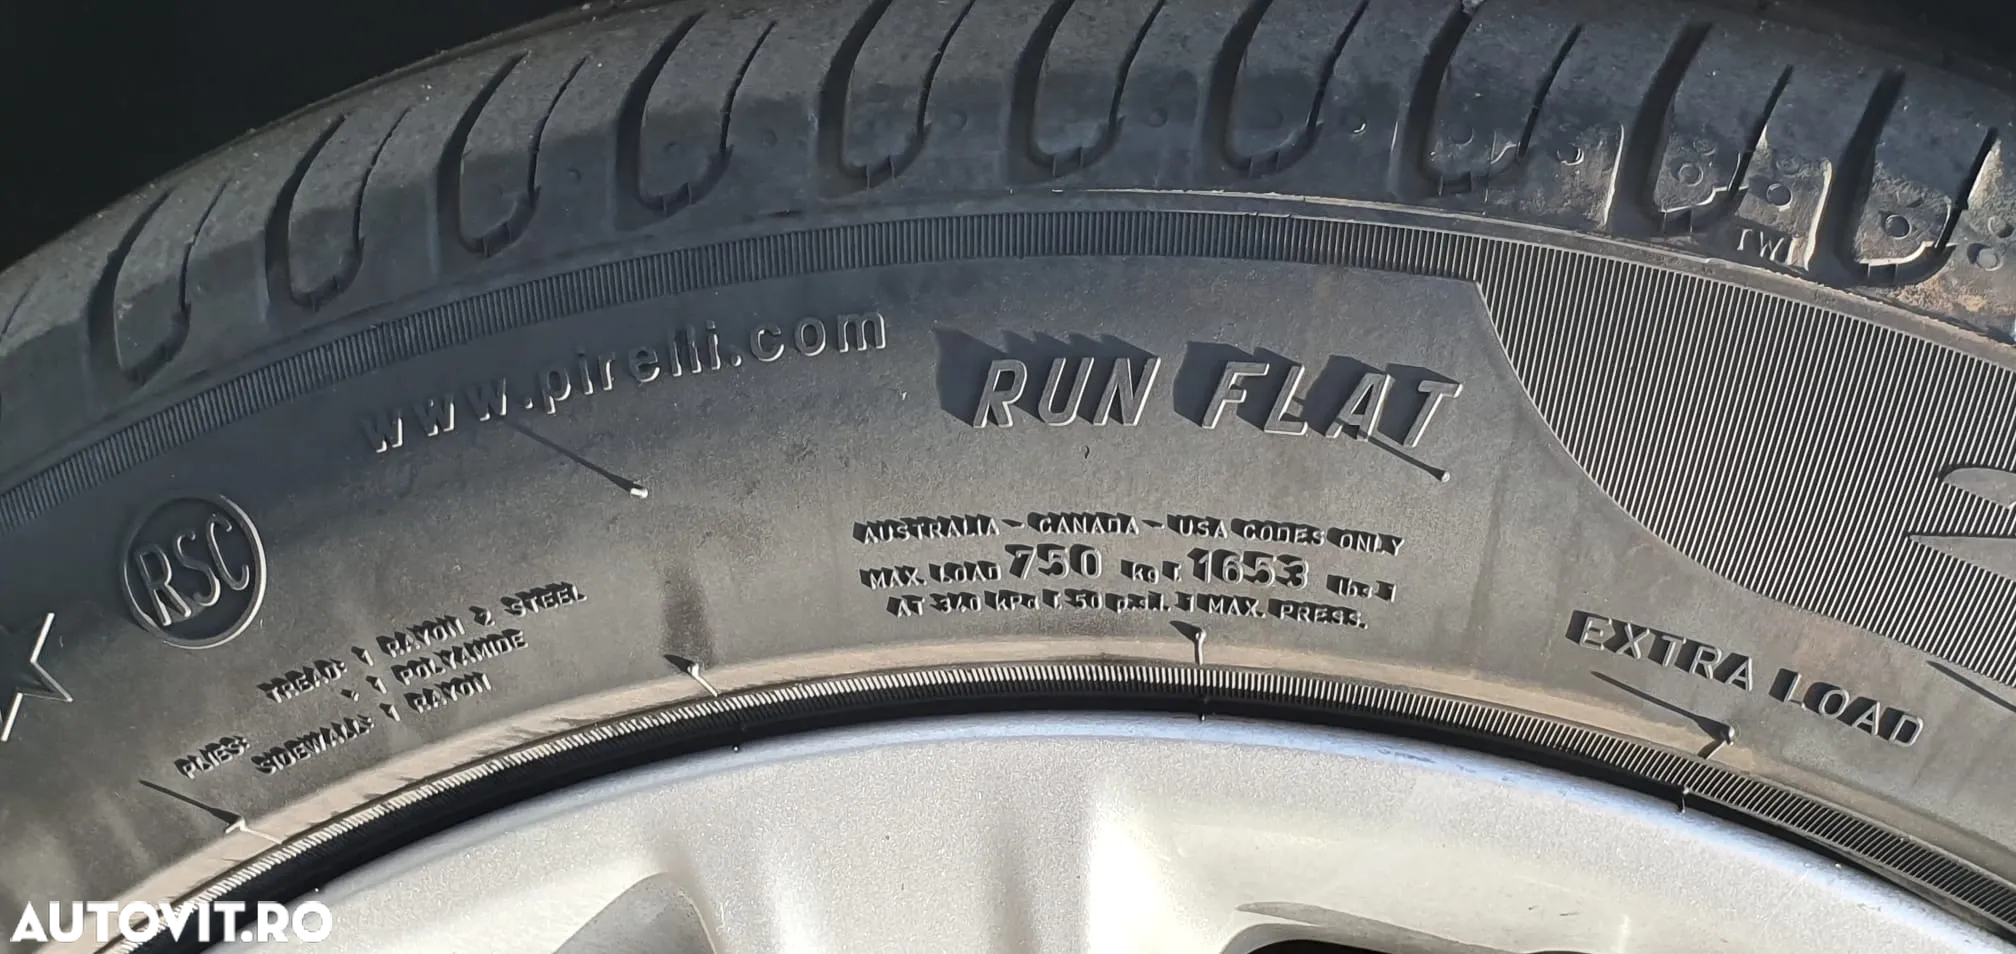 TWI
www.pirelli.com
RUN FLAT
RSC
AUSTRALIA - CANADA - USA CODES ONLY
MAX. LOAD 750 kg [ 1653 lbs ]
AT 340 kPa [ 50 p.s.i. ] MAX. PRESS.
TREAD: 1 RAYON 2 STEEL
+ 1 POLYAMIDE
PLIES:
SIDEWALL: 1 RAYON
EXTRA LOAD
AUTOVIT.RO